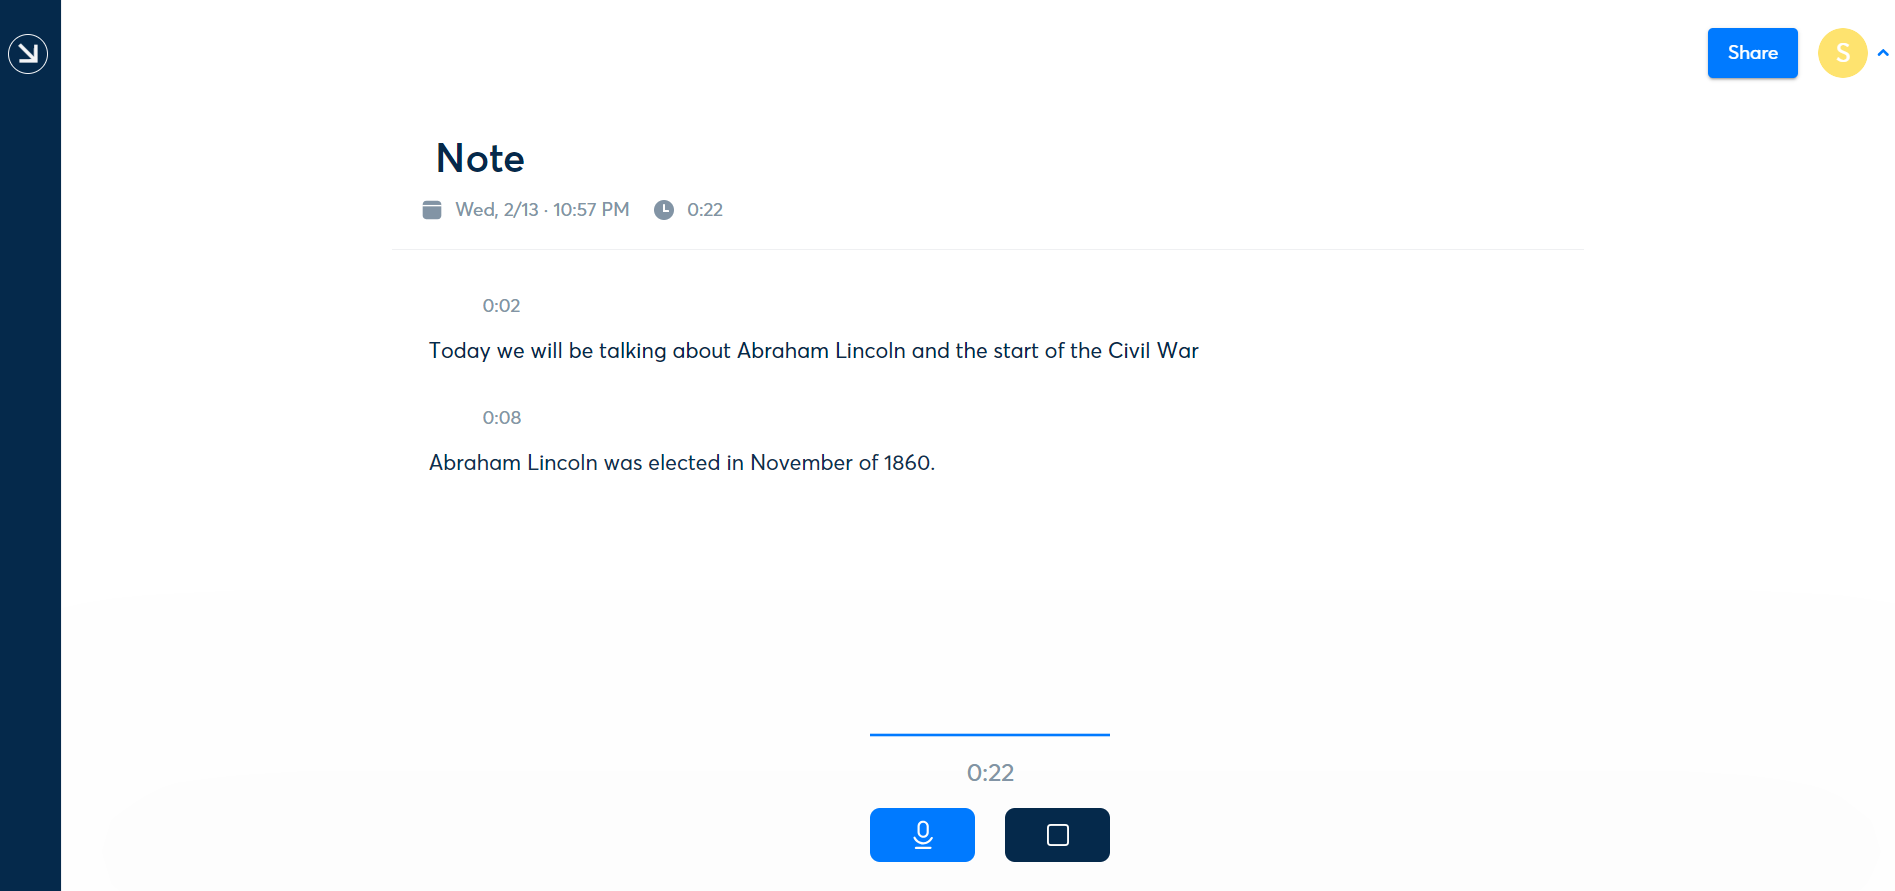 Share
S
Note
Wed, 2/13 · 10:57 PM 0:22
0:02
Today we will be talking about Abraham Lincoln and the start of the Civil War
0:08
Abraham Lincoln was elected in November of 1860.
0:22